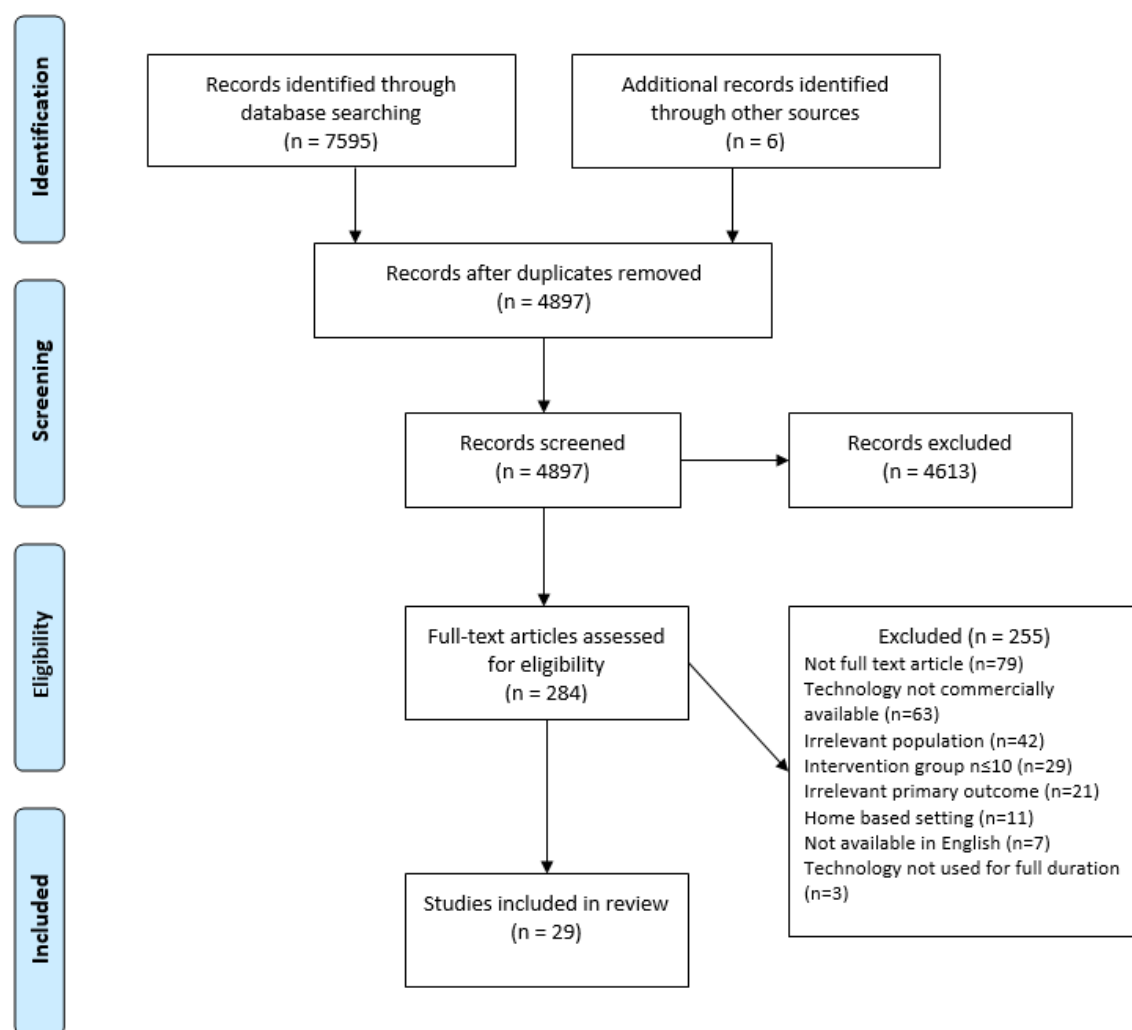 Identification
Records identified through
database searching
(n = 7595)
Additional records identified
through other sources
(n = 6)
Records after duplicates removed
(n = 4897)
Screening
Records screened
(n = 4897)
Records excluded
(n = 4613)
Eligibility
Full-text articles assessed
for eligibility
(n = 284)
Excluded (n = 255)
Not full text article (n=79)
Technology not commercially
available (n=63)
Irrelevant population (n=42)
Intervention group n≤10 (n=29)
Irrelevant primary outcome (n=21)
Home based setting (n=11)
Not available in English (n=7)
Technology not used for full duration
(n=3)
Included
Studies included in review
(n = 29)